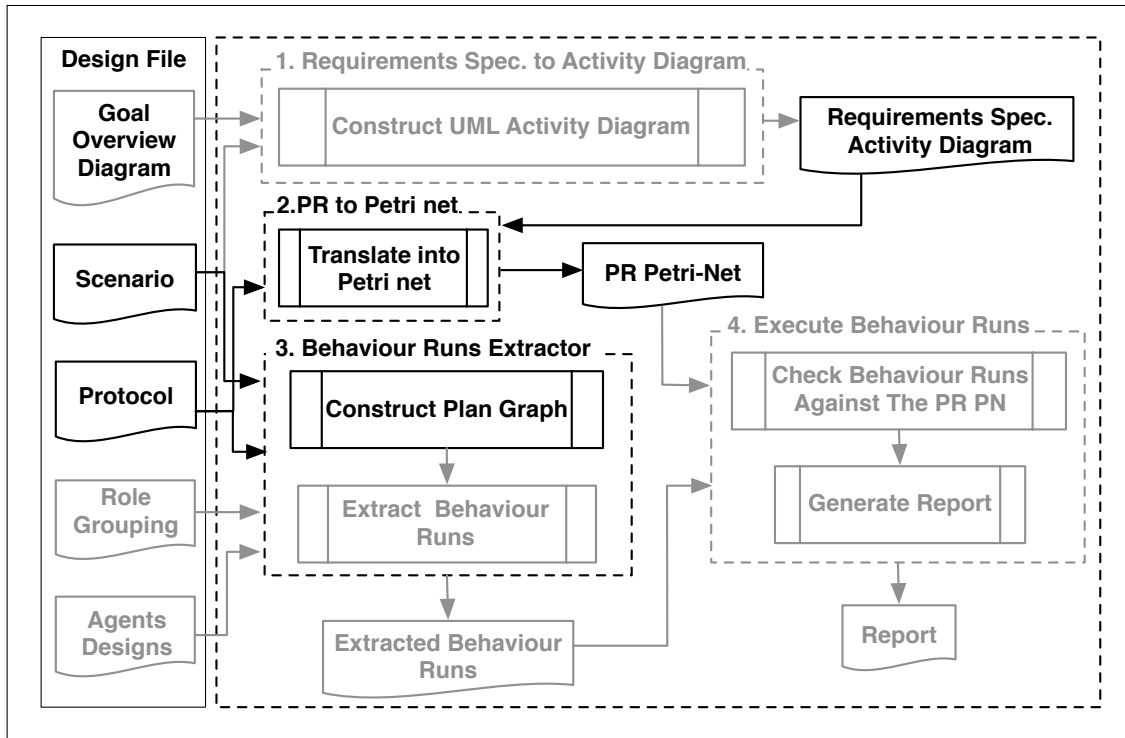 Design File
Goal
Overview
Diagram
Scenario
Protocol
Role
Grouping
Agents
Designs
1. Requirements Spec. to Activity Diagram
Construct UML Activity Diagram
Requirements Spec.
Activity Diagram
2.PR to Petri net
Translate into
Petri net
PR Petri-Net
3. Behaviour Runs Extractor
Construct Plan Graph
Extract Behaviour
Runs
Extracted Behaviour
Runs
4. Execute Behaviour Runs
Check Behaviour Runs
Against The PR PN
Generate Report
Report